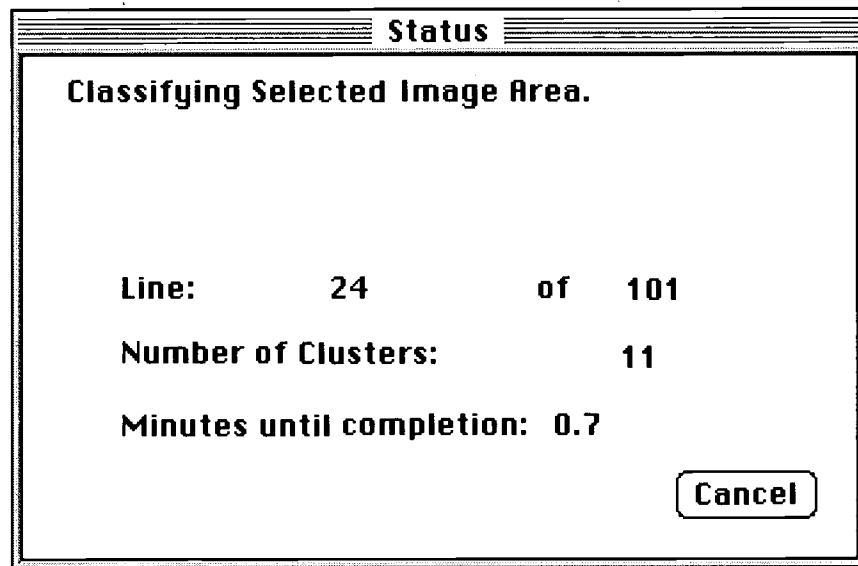 Status
Classifying Selected Image Area.
Line: 24 of 101
Number of Clusters: 11
Minutes until completion: 0.7
Cancel